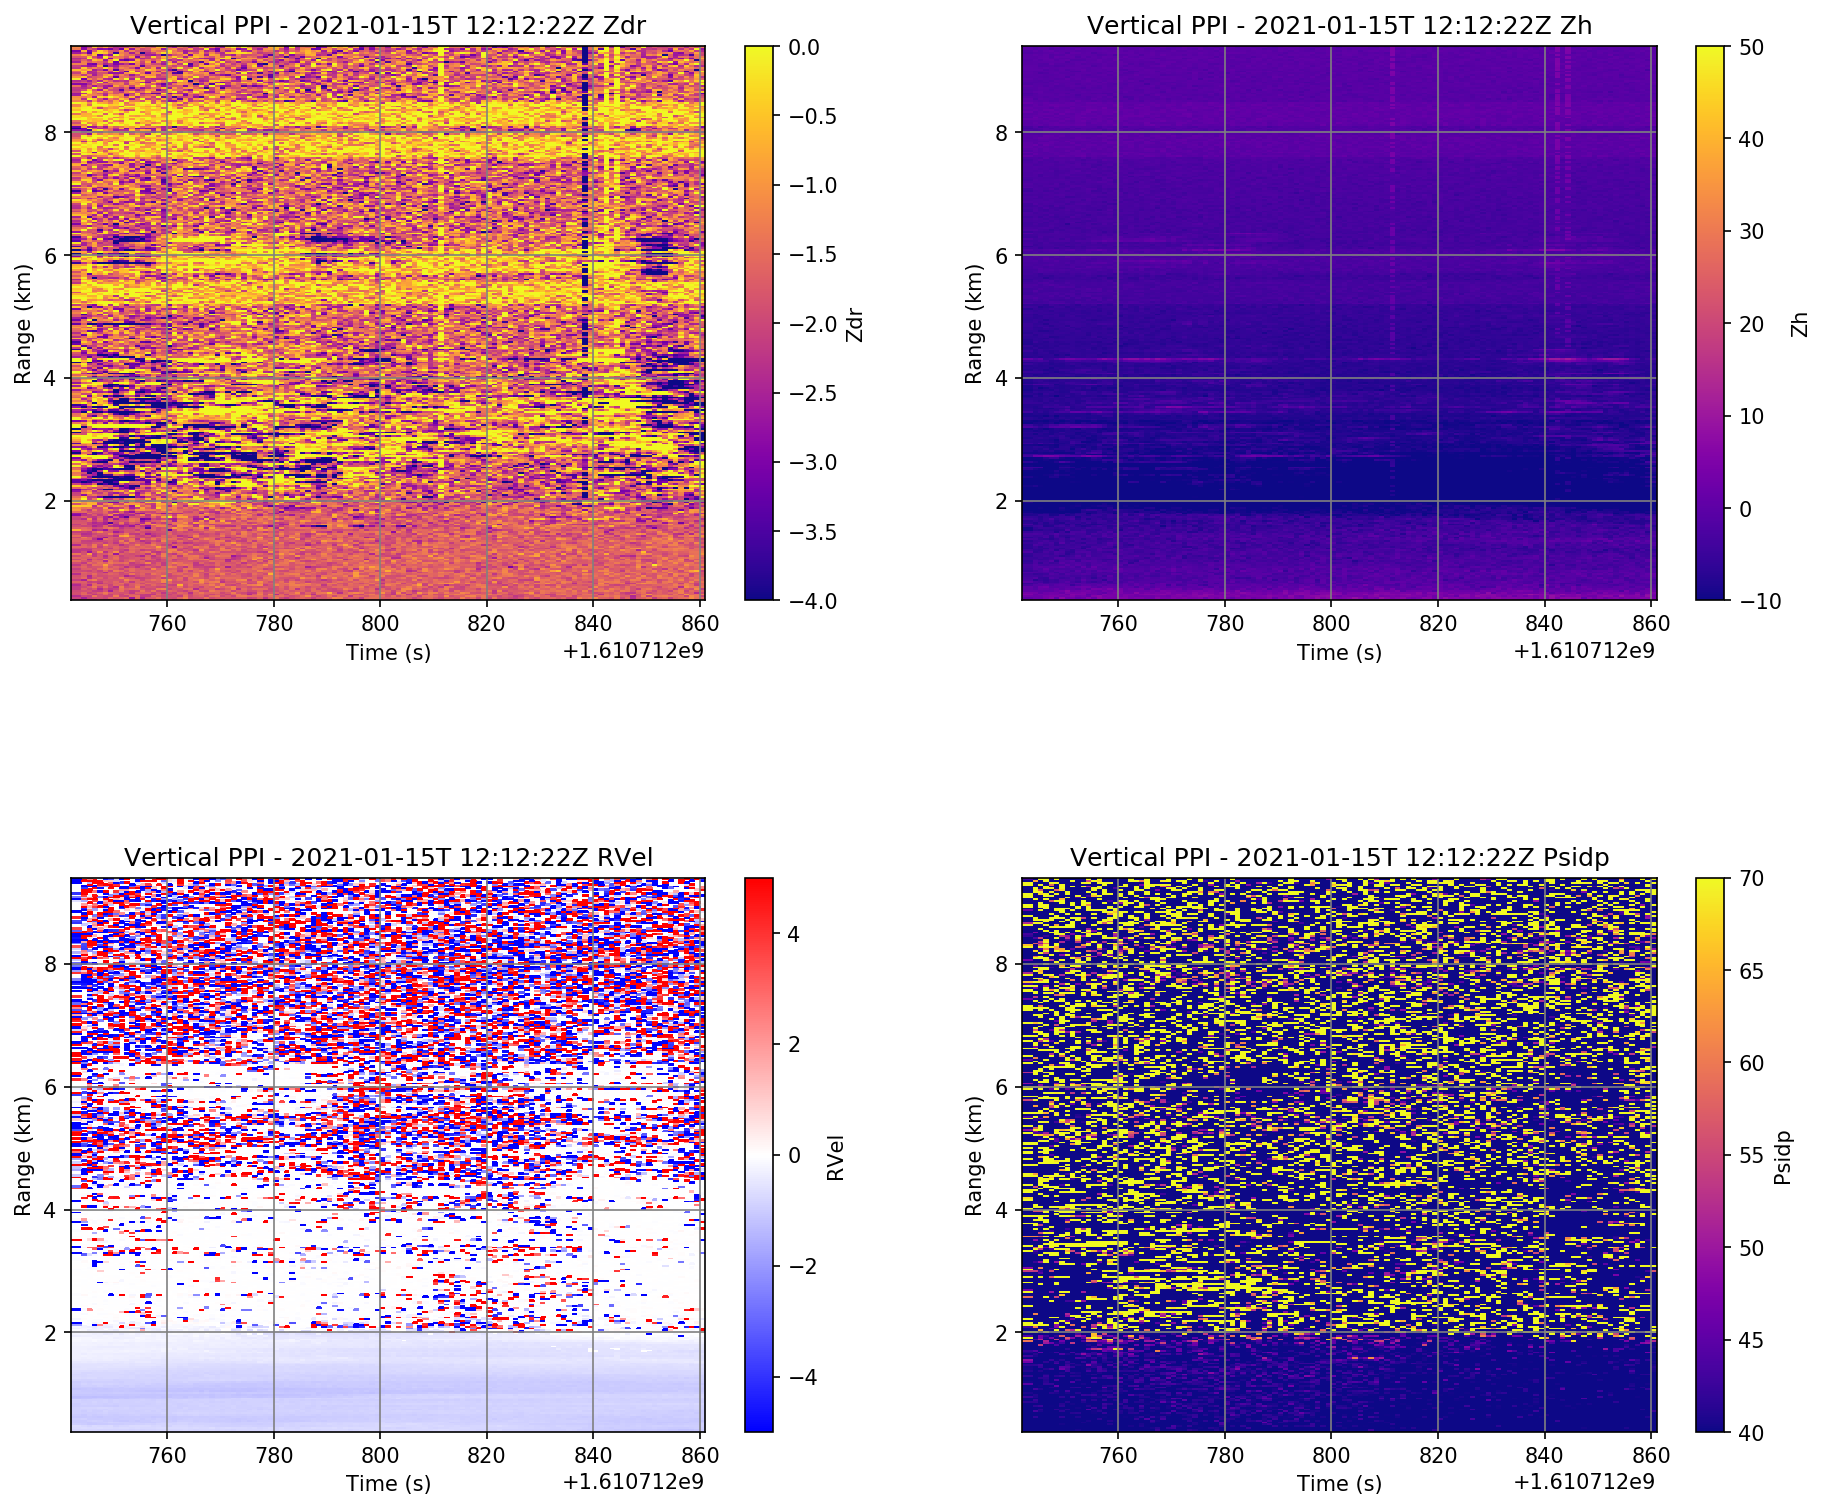 Vertical PPI - 2021-01-15T 12:12:22Z Zdr
Range (km)
8
6
4
2
760 780 800 820 840 860
Time (s)
+1.610712e9
0.0
−0.5
−1.0
−1.5
−2.0
−2.5
−3.0
−3.5
−4.0
Zdr
Vertical PPI - 2021-01-15T 12:12:22Z Zh
Range (km)
8
6
4
2
760 780 800 820 840 860
Time (s)
+1.610712e9
50
40
30
20
10
0
−10
Zh
Vertical PPI - 2021-01-15T 12:12:22Z RVel
Range (km)
8
6
4
2
760 780 800 820 840 860
Time (s)
+1.610712e9
4
2
0
−2
−4
RVel
Vertical PPI - 2021-01-15T 12:12:22Z Psidp
Range (km)
8
6
4
2
760 780 800 820 840 860
Time (s)
+1.610712e9
70
65
60
55
50
45
40
Psidp